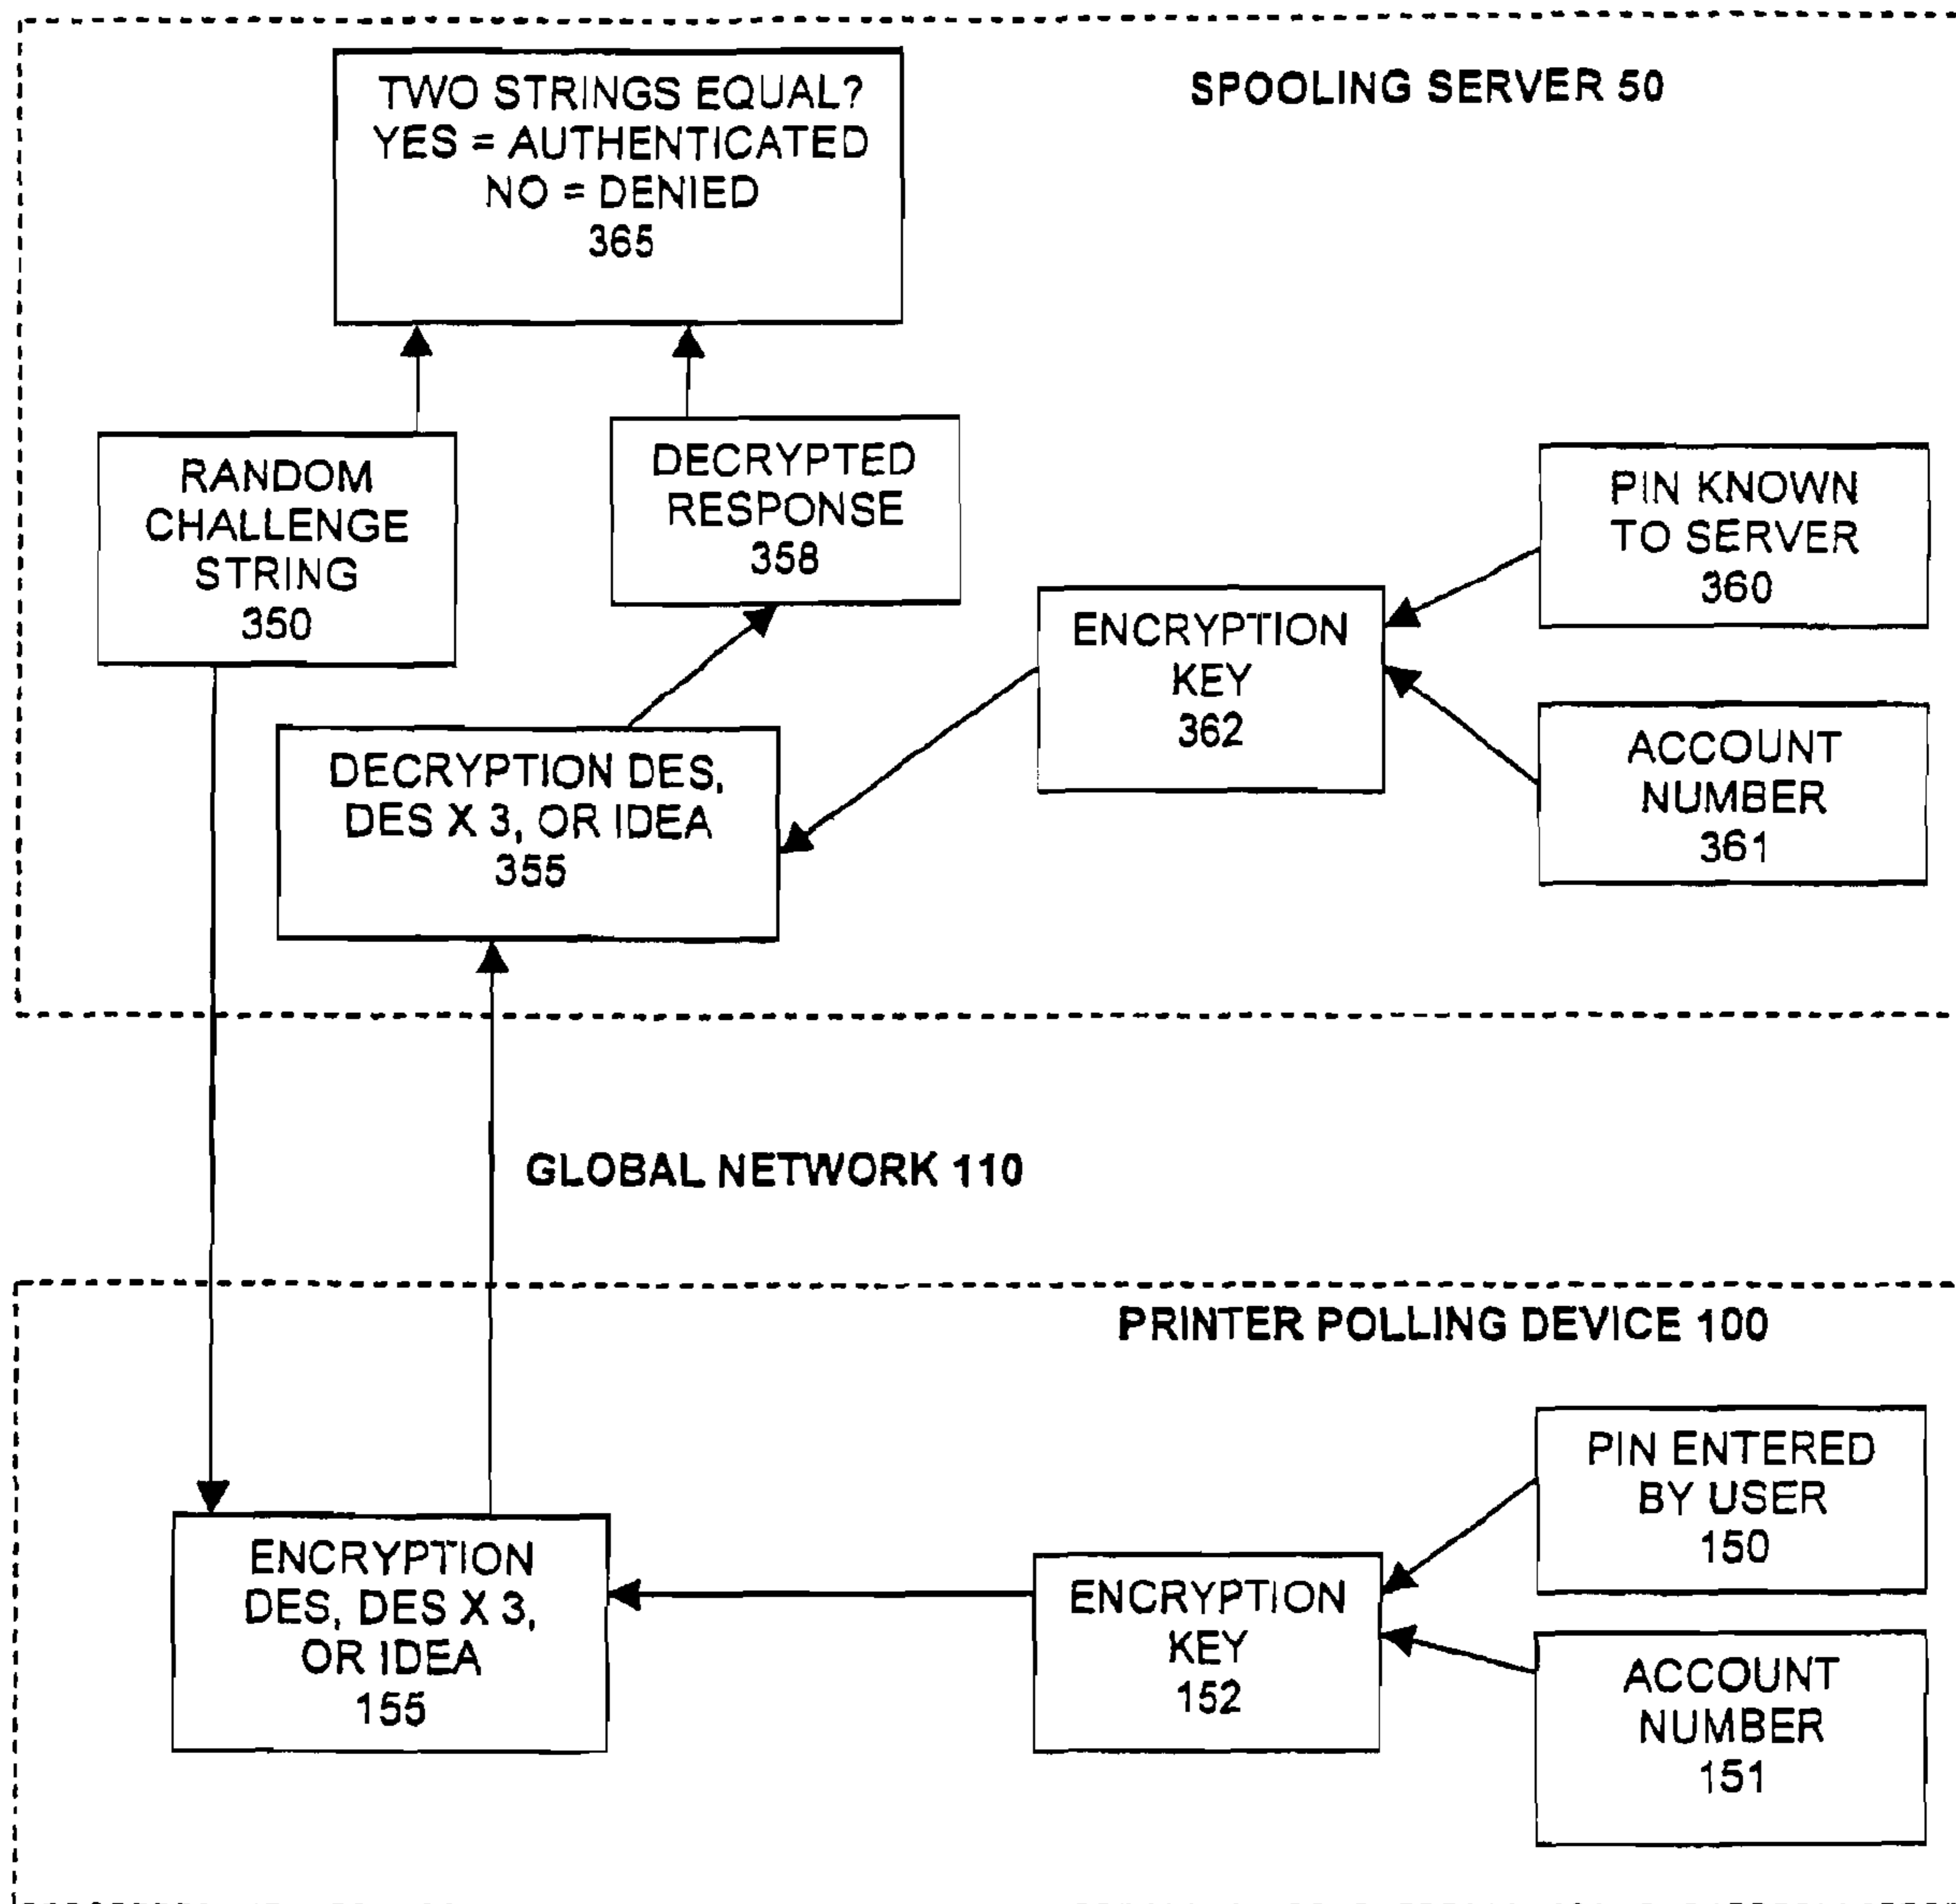 TWO STRINGS EQUAL?
YES = AUTHENTICATED
NO = DENIED
365
SPOOLING SERVER 50
RANDOM
CHALLENGE
STRING
350
DECRYPTED
RESPONSE
358
PIN KNOWN
TO SERVER
360
ENCRYPTION
KEY
362
ACCOUNT
NUMBER
361
DECRYPTION DES,
DES X 3, OR IDEA
355
GLOBAL NETWORK 110
PRINTER POLLING DEVICE 100
PIN ENTERED
BY USER
150
ENCRYPTION
DES, DES X 3,
OR IDEA
155
ENCRYPTION
KEY
152
ACCOUNT
NUMBER
151